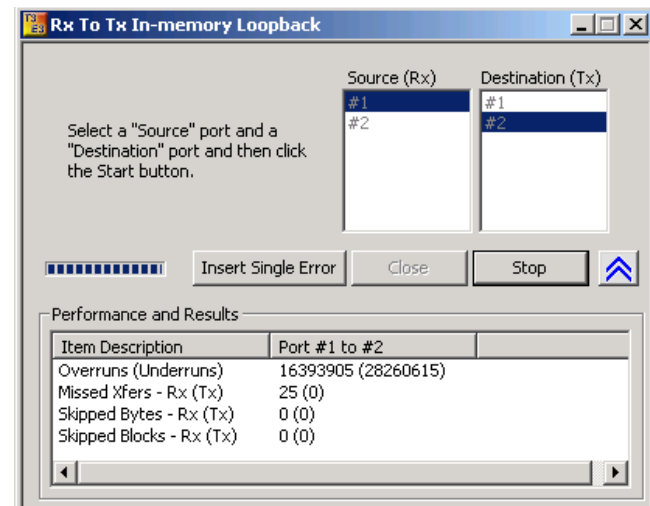 T3 E3 Rx To Tx In-memory Loopback
Source (Rx) Destination (Tx)
#1 #1
#2 #2
Select a "Source" port and a
"Destination" port and then click
the Start button.
Insert Single Error Close Stop
Performance and Results
Item Description Port #1 to #2
Overruns (Underruns) 16393905 (28260615)
Missed Xfers - Rx (Tx) 25 (0)
Skipped Bytes - Rx (Tx) 0 (0)
Skipped Blocks - Rx (Tx) 0 (0)